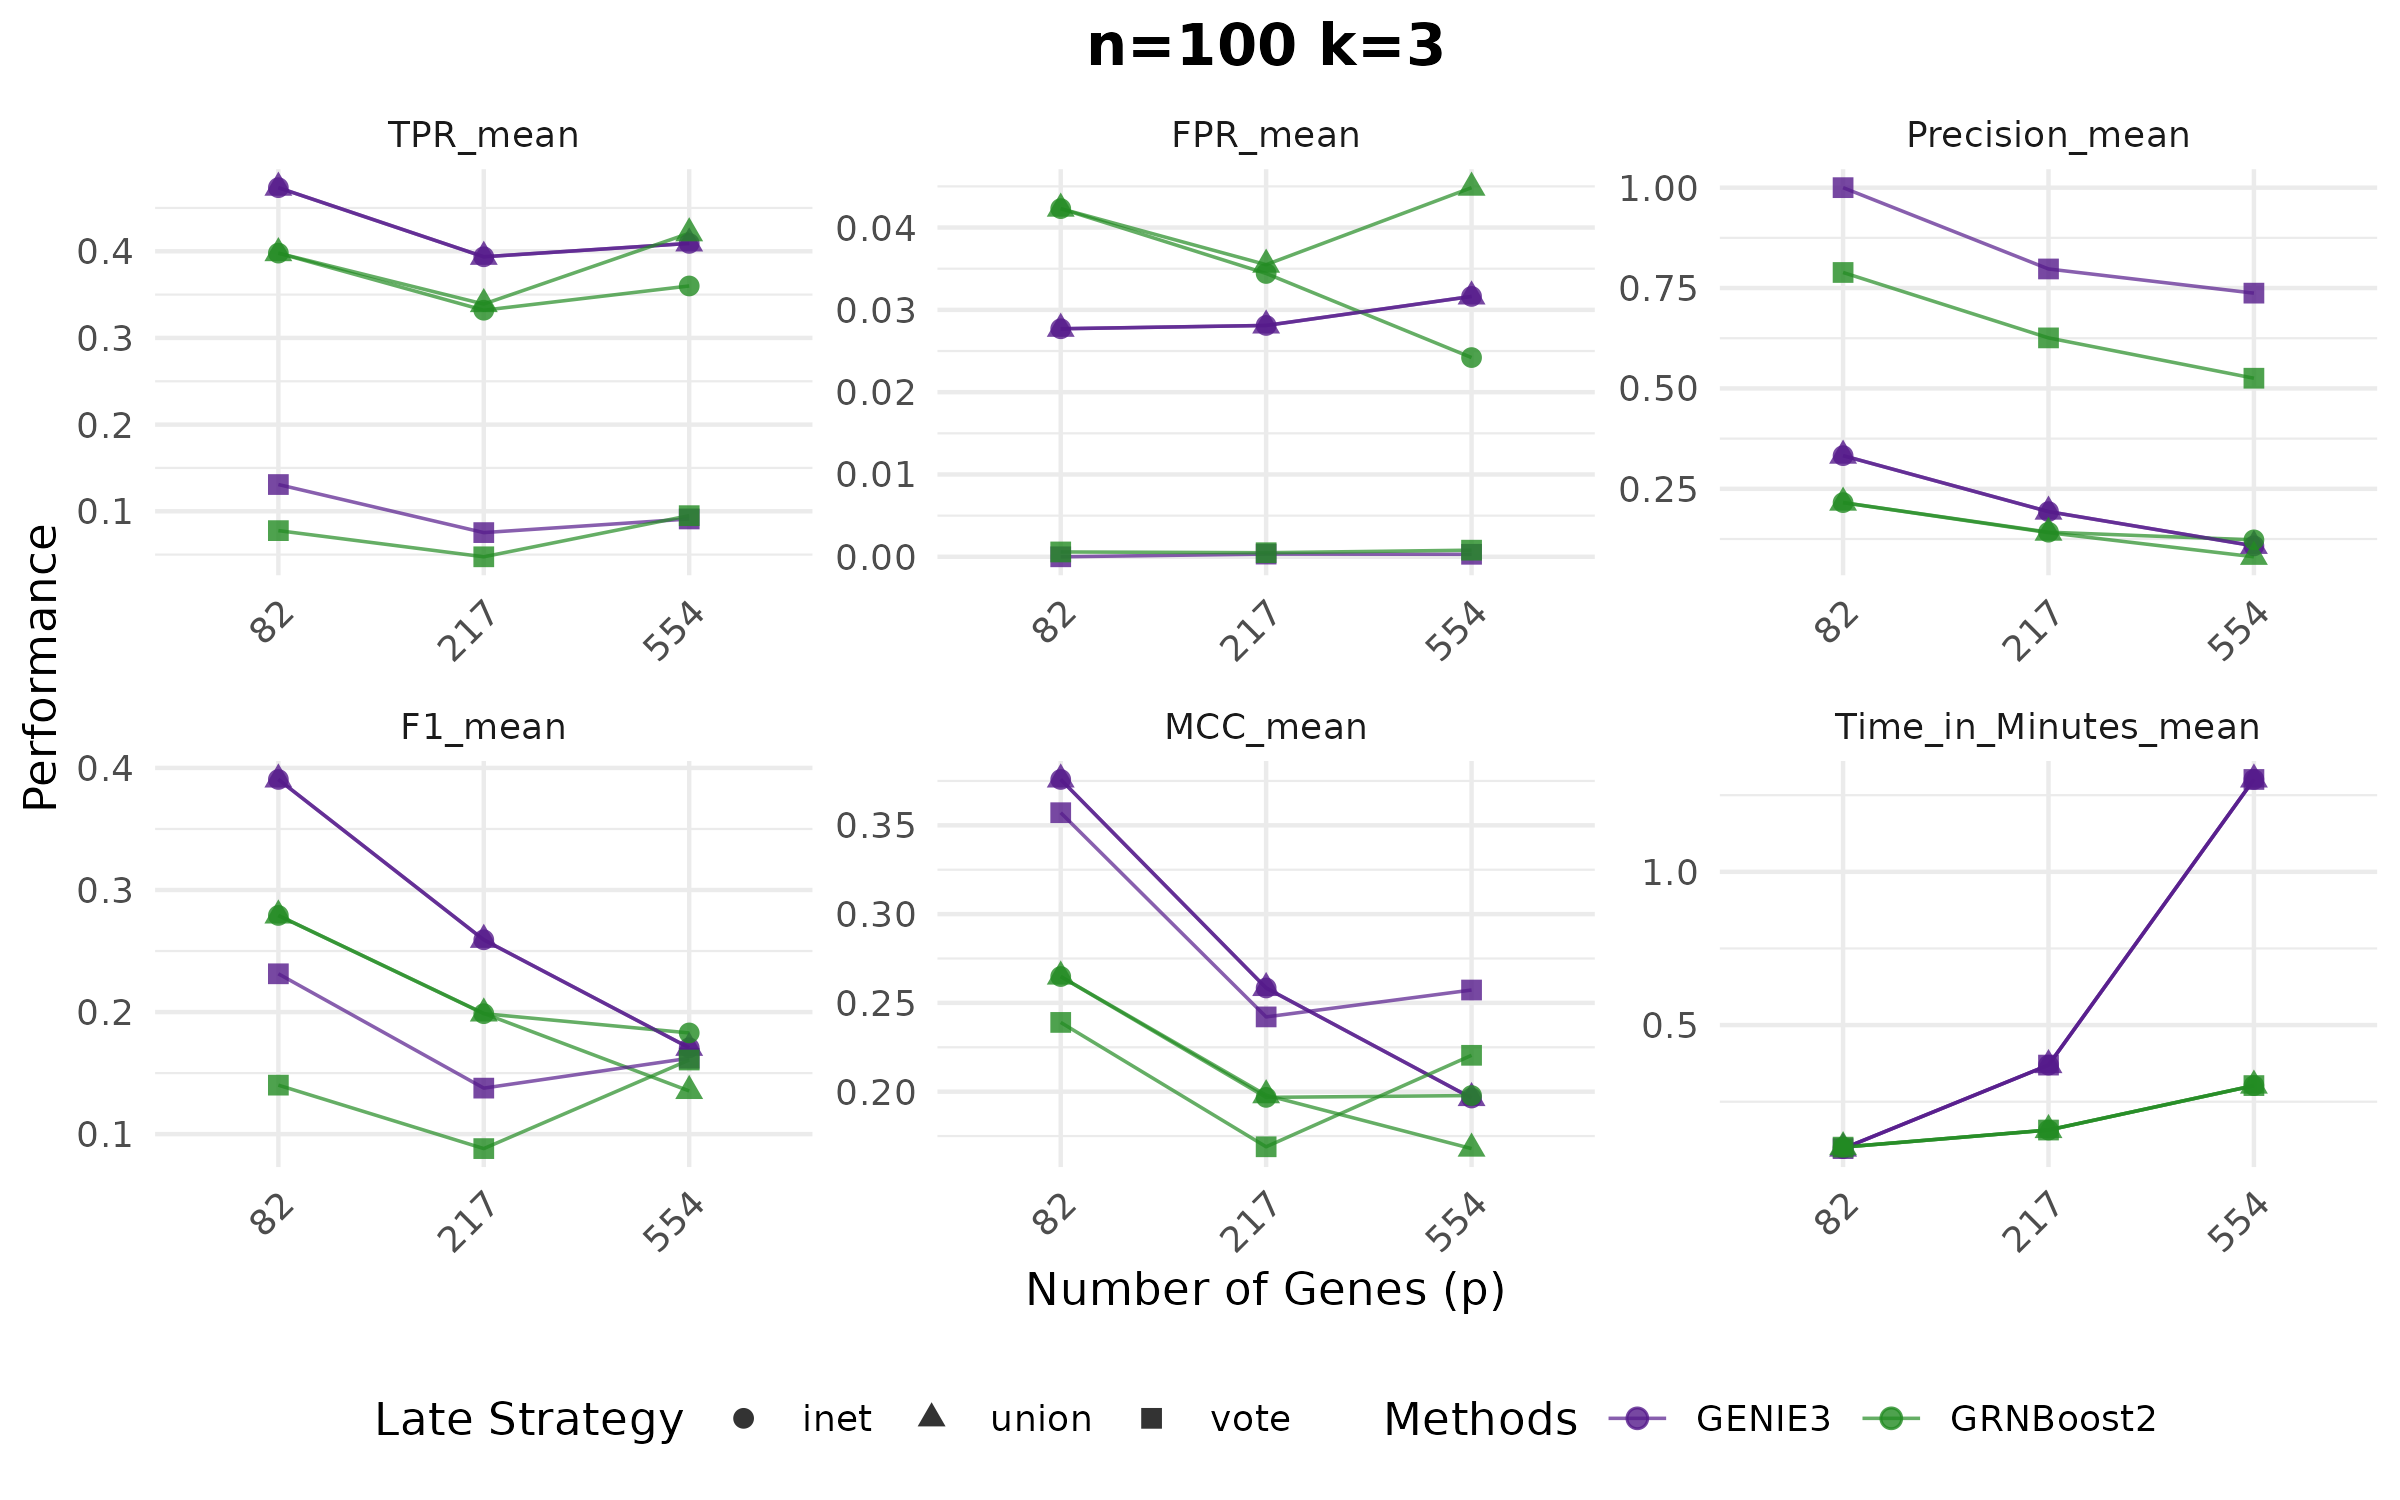 n=100 k=3
TPR_mean
FPR_mean
Precision_mean
0.4
0.3
0.2
0.1
0.04
0.03
0.02
0.01
0.00
1.00
0.75
0.50
0.25
82 217 554
82 217 554
82 217 554
Performance
F1_mean
MCC_mean
Time_in_Minutes_mean
0.4
0.3
0.2
0.1
0.35
0.30
0.25
0.20
1.0
0.5
82 217 554
82 217 554
82 217 554
Number of Genes (p)
Late Strategy inet union vote Methods GENIE3 GRNBoost2